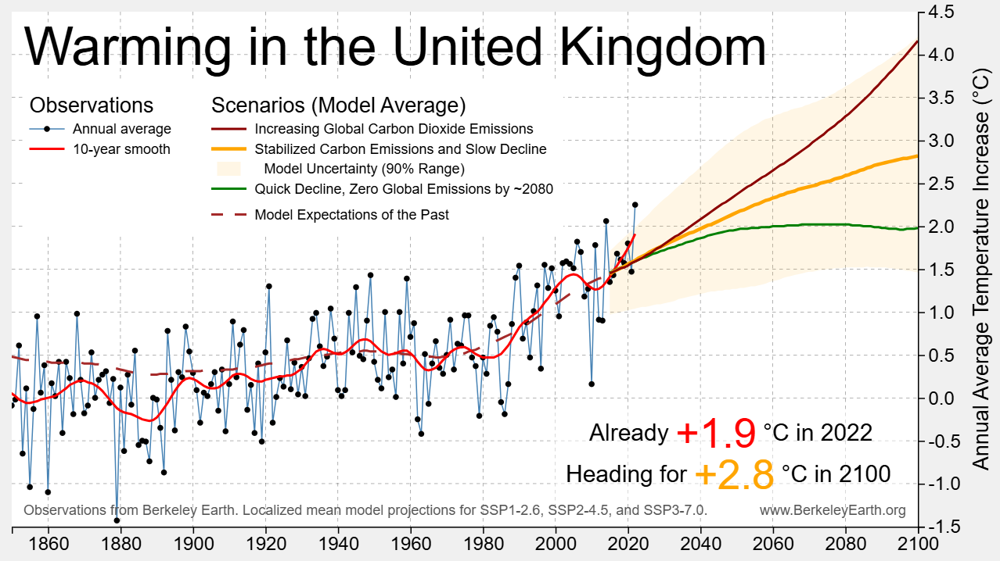 Warming in the United Kingdom
Observations
Annual average
10-year smooth
Scenarios (Model Average)
Increasing Global Carbon Dioxide Emissions
Stabilized Carbon Emissions and Slow Decline
Model Uncertainty (90% Range)
Quick Decline, Zero Global Emissions by ~2080
Model Expectations of the Past
4.5
4.0
3.5
3.0
2.5
2.0
1.5
1.0
0.5
0.0
-0.5
-1.0
-1.5
Annual Average Temperature Increase (°C)
Already +1.9 °C in 2022
Heading for +2.8 °C in 2100
Observations from Berkeley Earth. Localized mean model projections for SSP1-2.6, SSP2-4.5, and SSP3-7.0.
www.BerkeleyEarth.org
1860 1880 1900 1920 1940 1960 1980 2000 2020 2040 2060 2080 2100